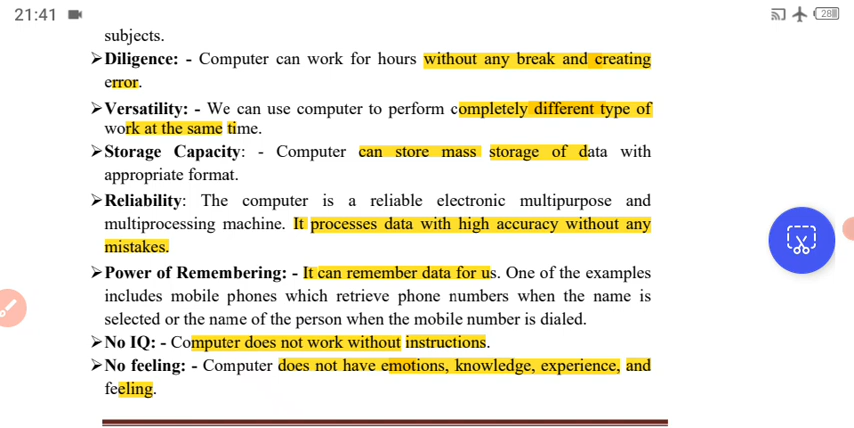 21:41
28
subjects.
➢Diligence: - Computer can work for hours without any break and creating
error.
➢Versatility: - We can use computer to perform completely different type of
work at the same time.
➢Storage Capacity: - Computer can store mass storage of data with
appropriate format.
➢Reliability: The computer is a reliable electronic multipurpose and
multiprocessing machine. It processes data with high accuracy without any
mistakes.
➢Power of Remembering: - It can remember data for us. One of the examples
includes mobile phones which retrieve phone numbers when the name is
selected or the name of the person when the mobile number is dialed.
➢No IQ: - Computer does not work without instructions.
➢No feeling: - Computer does not have emotions, knowledge, experience, and
feeling.